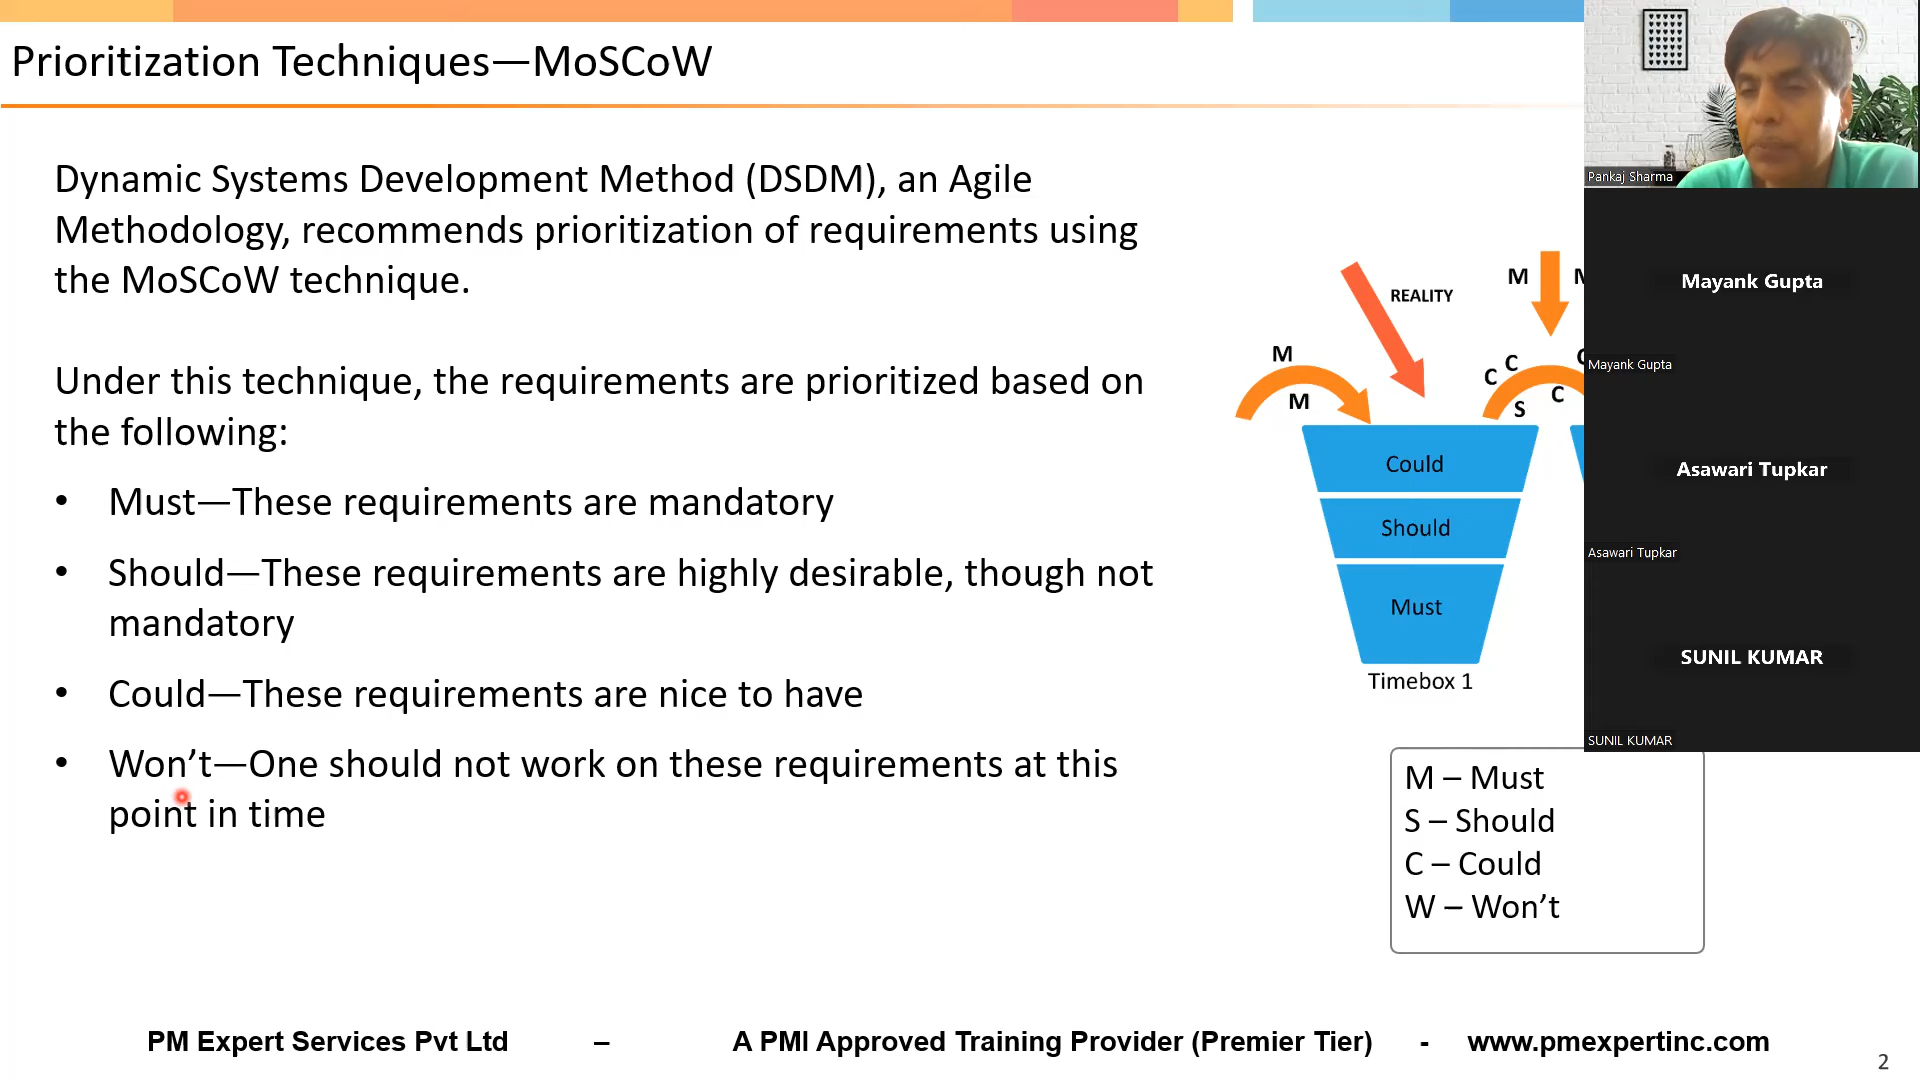 Prioritization Techniques—MoSCoW
Dynamic Systems Development Method (DSDM), an Agile
Methodology, recommends prioritization of requirements using
the MoSCoW technique.
Under this technique, the requirements are prioritized based on
the following:
• Must—These requirements are mandatory
• Should—These requirements are highly desirable, though not
mandatory
• Could—These requirements are nice to have
• Won’t—One should not work on these requirements at this
point in time
REALITY
M
M
M
C
C
C
S
Could
Should
Must
Timebox 1
M – Must
S – Should
C – Could
W – Won’t
Pankaj Sharma
Mayank Gupta
Mayank Gupta
Asawari Tupkar
Asawari Tupkar
SUNIL KUMAR
SUNIL KUMAR
PM Expert Services Pvt Ltd – A PMI Approved Training Provider (Premier Tier) - www.pmexpertinc.com
2